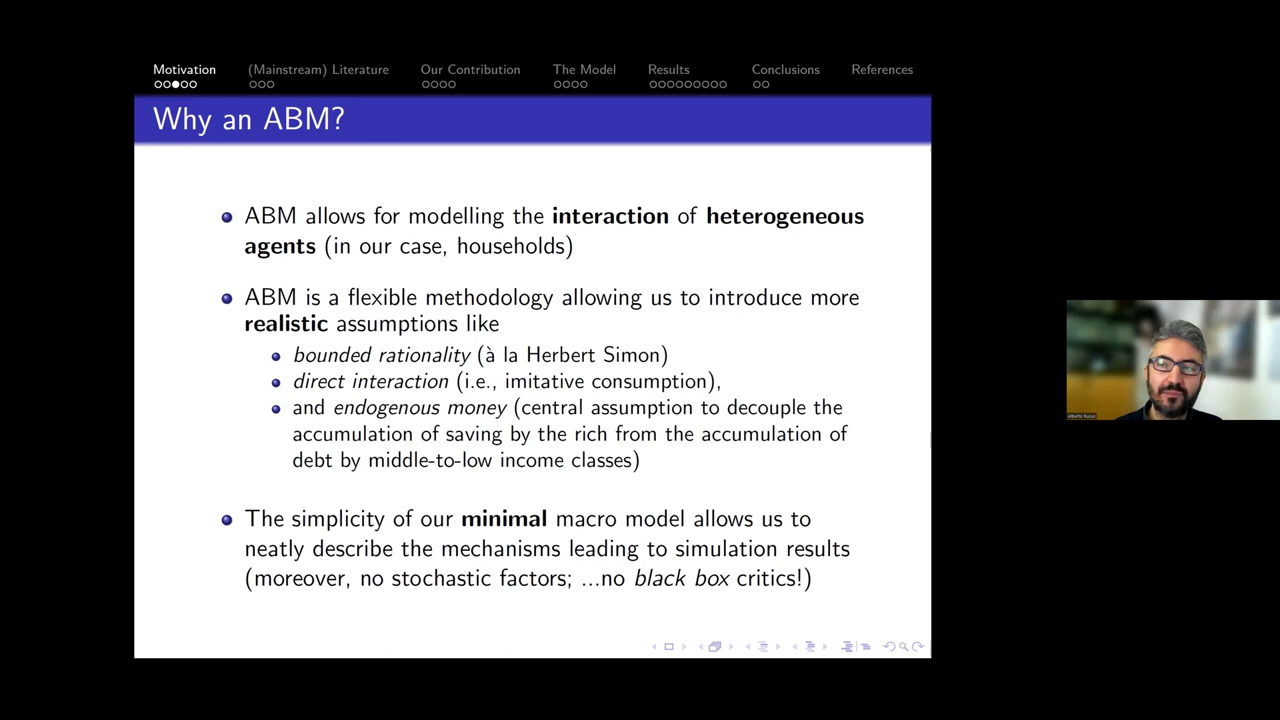 Motivation (Mainstream) Literature Our Contribution The Model Results Conclusions References
Why an ABM?
ABM allows for modelling the interaction of heterogeneous
agents (in our case, households)
ABM is a flexible methodology allowing us to introduce more
realistic assumptions like
bounded rationality (à la Herbert Simon)
direct interaction (i.e., imitative consumption),
and endogenous money (central assumption to decouple the
accumulation of saving by the rich from the accumulation of
debt by middle-to-low income classes)
The simplicity of our minimal macro model allows us to
neatly describe the mechanisms leading to simulation results
(moreover, no stochastic factors; ...no black box critics!)
Alberto Russo